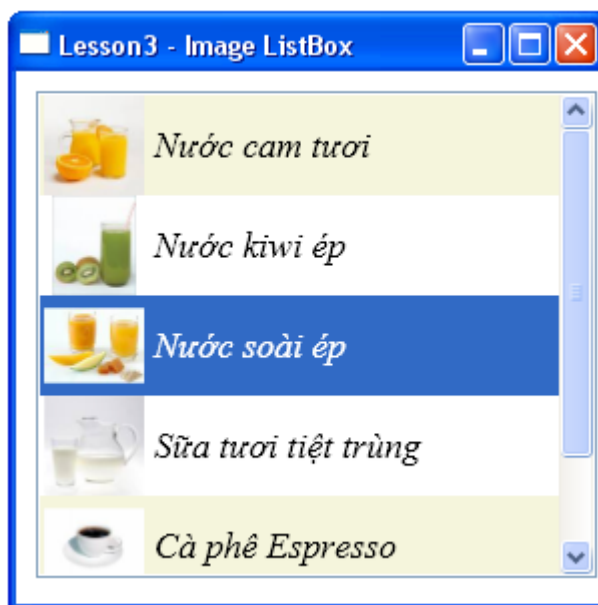 Lesson3 - Image ListBox
Nước cam tươi
Nước kiwi ép
Nước soài ép
Sữa tươi tiệt trùng
Cà phê Espresso